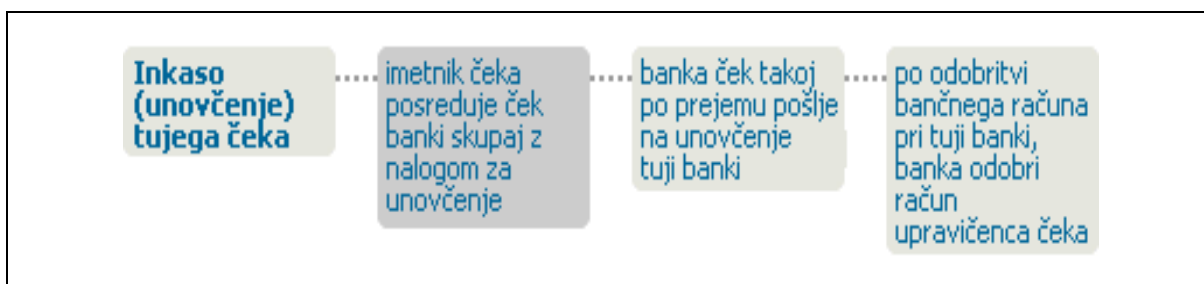 Inkaso
(unovčenje)
tujega čeka
imetnik čeka
posreduje ček
banki skupaj z
nalogom za
unovčenje
banka ček takoj
po prejemu pošlje
na unovčenje
tuji banki
po odobritvi
bančnega računa
pri tuji banki,
banka odobri
račun
upravičenca čeka